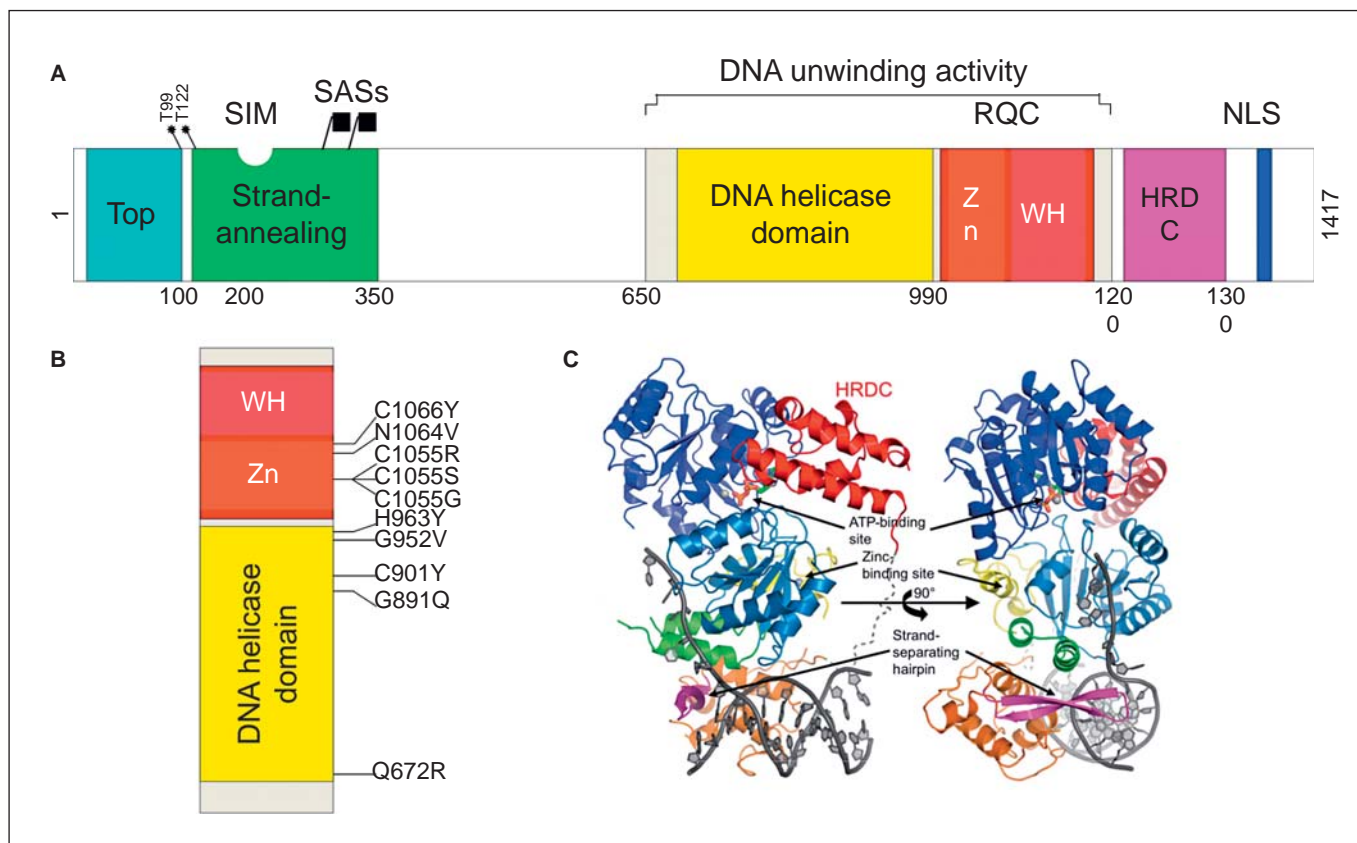 A
DNA unwinding activity
T99
T122
SIM
SASs
RQC
NLS
1
Top
Strand-
annealing
DNA helicase
domain
Z
n
WH
HRD
C
1417
100
200
350
650
990
120
0
130
0
B
WH
Zn
DNA helicase
domain
C1066Y
N1064V
C1055R
C1055S
C1055G
H963Y
G952V
C901Y
G891Q
Q672R
C
HRDC
ATP-binding
site
Zinc-
binding site
90°
Strand-
separating
hairpin